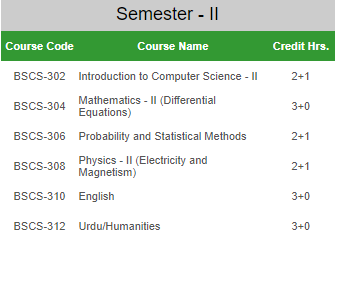 Semester - II
Course Code Course Name Credit Hrs.
BSCS-302 Introduction to Computer Science - II 2+1
BSCS-304 Mathematics - II (Differential Equations) 3+0
BSCS-306 Probability and Statistical Methods 2+1
BSCS-308 Physics - II (Electricity and Magnetism) 2+1
BSCS-310 English 3+0
BSCS-312 Urdu/Humanities 3+0